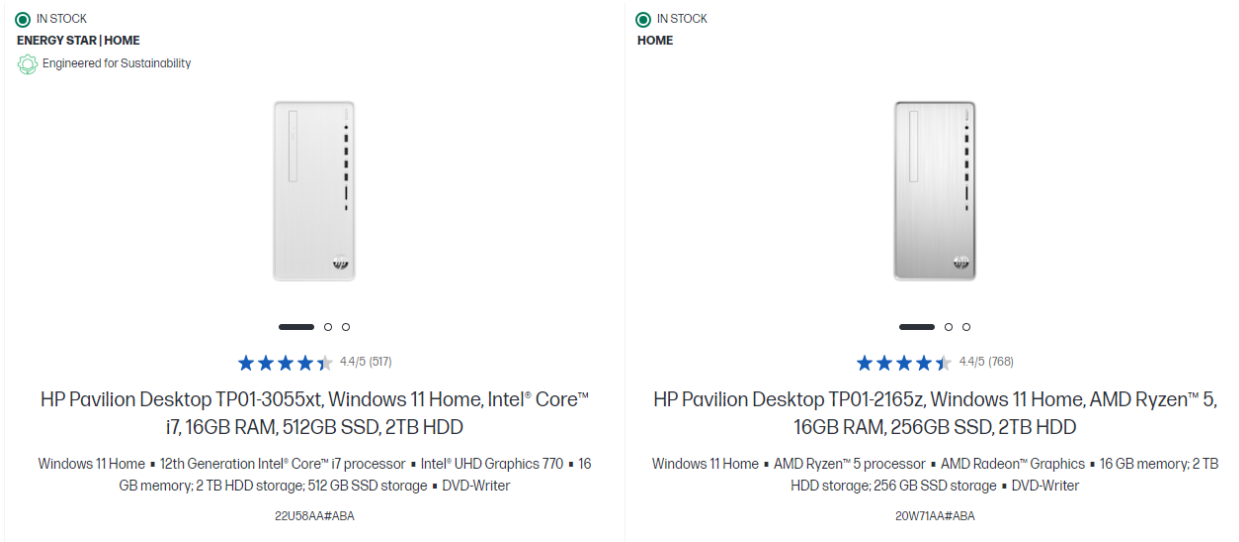 IN STOCK
ENERGY STAR | HOME
Engineered for Sustainability
hp
4.4/5 (517)
HP Pavilion Desktop TP01-3055xt, Windows 11 Home, Intel® Core™
i7, 16GB RAM, 512GB SSD, 2TB HDD
Windows 11 Home ▪ 12th Generation Intel® Core™ i7 processor ▪ Intel® UHD Graphics 770 ▪ 16
GB memory; 2 TB HDD storage; 512 GB SSD storage ▪ DVD-Writer
22U58AA#ABA
IN STOCK
HOME
hp
4.4/5 (768)
HP Pavilion Desktop TP01-2165z, Windows 11 Home, AMD Ryzen™ 5,
16GB RAM, 256GB SSD, 2TB HDD
Windows 11 Home ▪ AMD Ryzen™ 5 processor ▪ AMD Radeon™ Graphics ▪ 16 GB memory; 2 TB
HDD storage; 256 GB SSD storage ▪ DVD-Writer
20W71AA#ABA